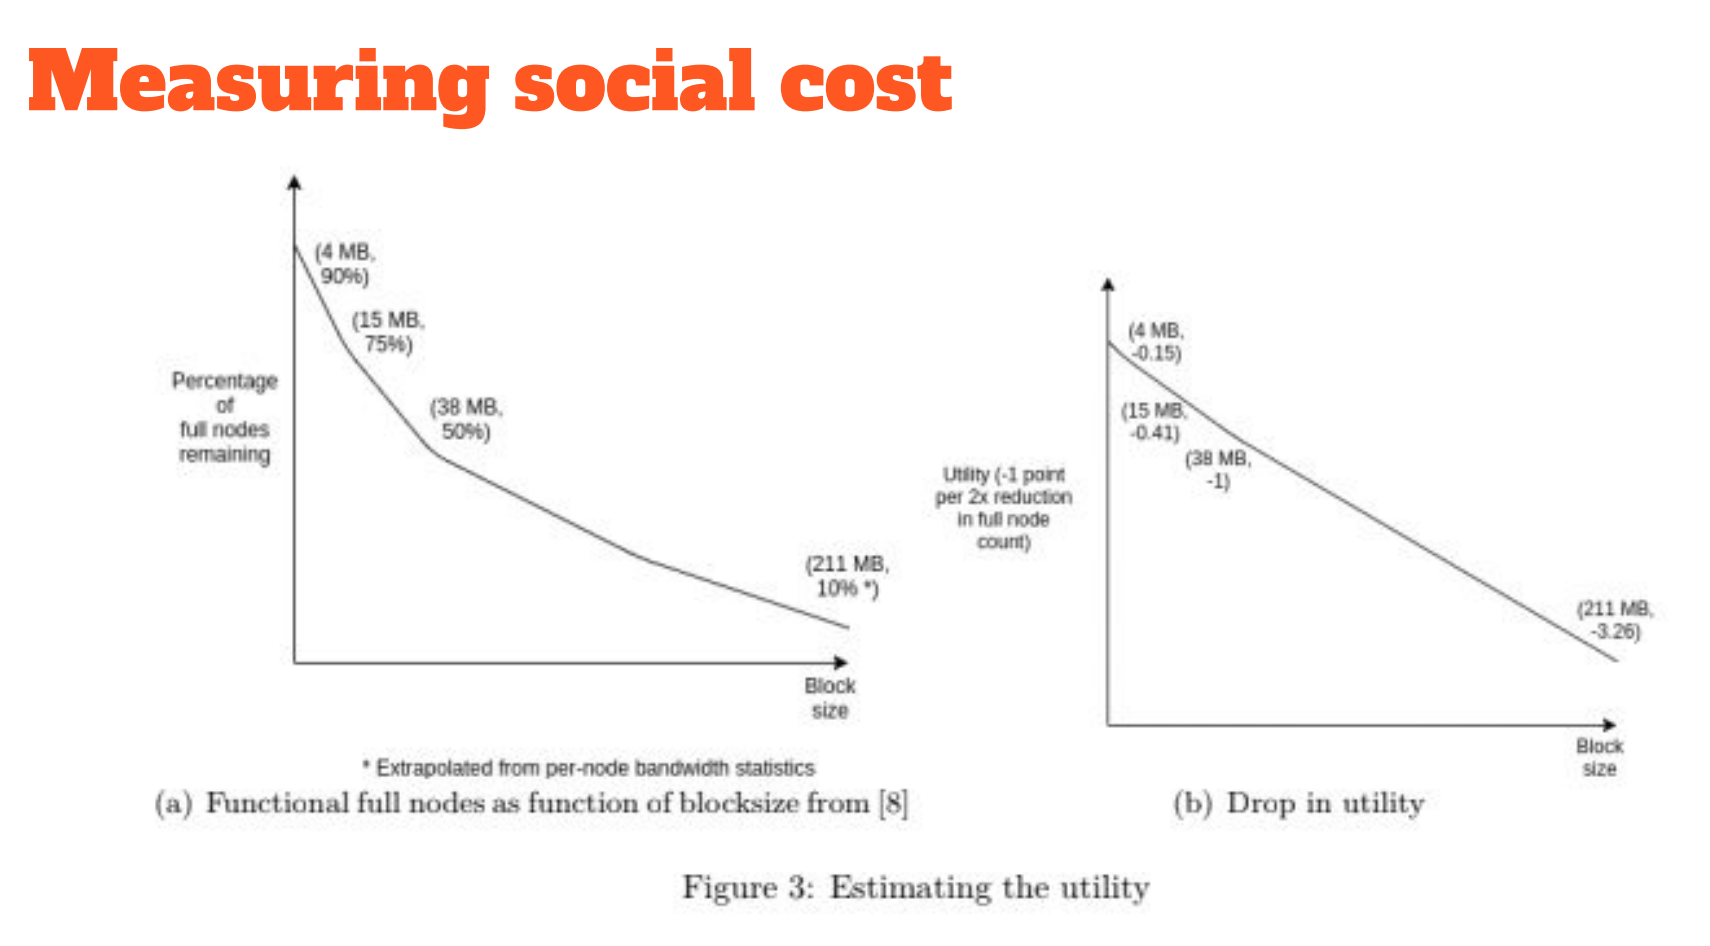 Measuring social cost
(4 MB,
90%)
(15 MB,
75%)
Percentage
of
full nodes
remaining
(38 MB,
50%)
(211 MB,
10% *)
Block
size
* Extrapolated from per-node bandwidth statistics
(a) Functional full nodes as function of blocksize from [8]
(4 MB,
-0.15)
(15 MB,
-0.41)
(38 MB,
-1)
Utility (-1 point
per 2x reduction
in full node
count)
(211 MB,
-3.26)
Block
size
(b) Drop in utility
Figure 3: Estimating the utility